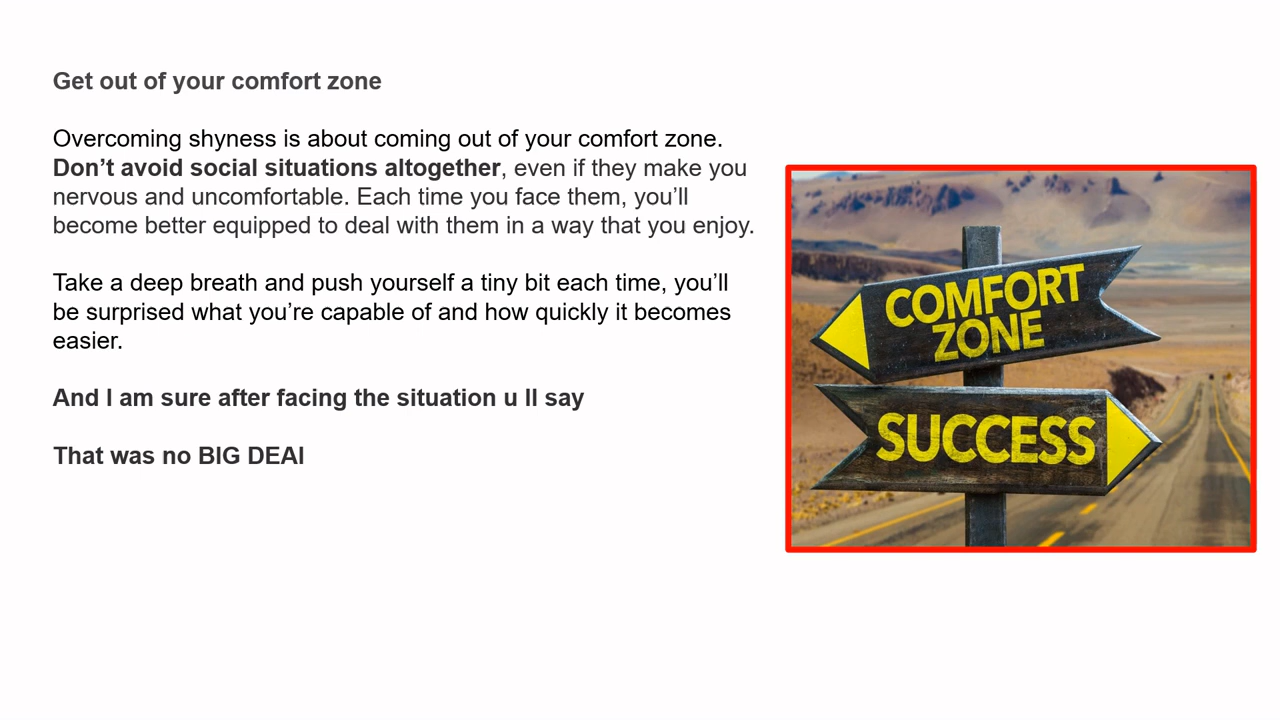 Get out of your comfort zone
Overcoming shyness is about coming out of your comfort zone.
Don’t avoid social situations altogether, even if they make you
nervous and uncomfortable. Each time you face them, you’ll
become better equipped to deal with them in a way that you enjoy.
Take a deep breath and push yourself a tiny bit each time, you’ll
be surprised what you’re capable of and how quickly it becomes
easier.
And I am sure after facing the situation u ll say
That was no BIG DEAl
COMFORT
ZONE
SUCCESS